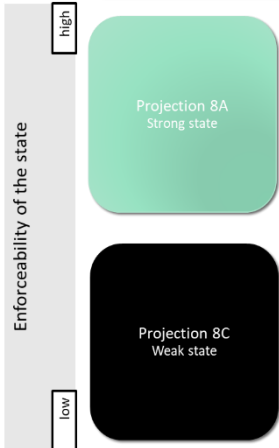 high
Enforceability of the state
low
Projection 8A
Strong state
Projection 8C
Weak state